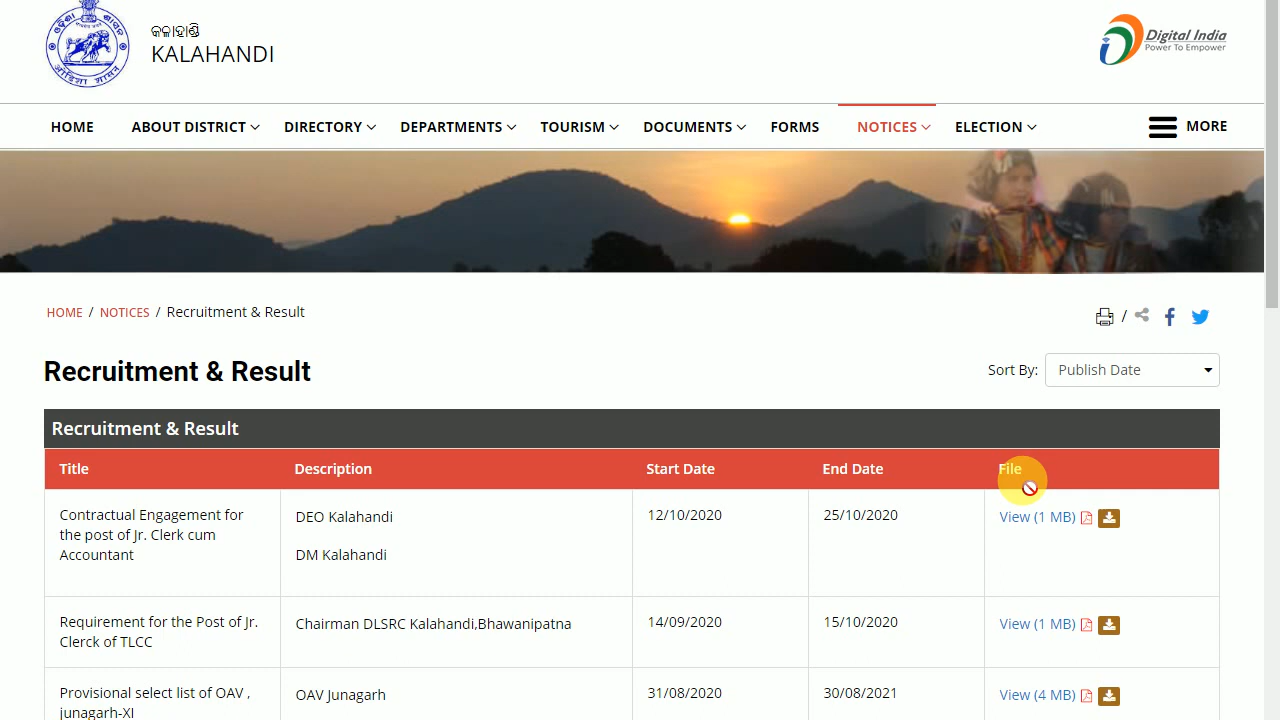 କଳାହାଣ୍ଡି
KALAHANDI
Digital India
Power To Empower
HOME ABOUT DISTRICT DIRECTORY DEPARTMENTS TOURISM DOCUMENTS FORMS NOTICES ELECTION MORE
HOME / NOTICES / Recruitment & Result
/
Recruitment & Result
Sort By: Publish Date
Recruitment & Result
Title Description Start Date End Date File
Contractual Engagement for
the post of Jr. Clerk cum
Accountant
DEO Kalahandi
DM Kalahandi
12/10/2020
25/10/2020
View (1 MB)
Requirement for the Post of Jr.
Clerck of TLCC
Chairman DLSRC Kalahandi,Bhawanipatna
14/09/2020
15/10/2020
View (1 MB)
Provisional select list of OAV ,
junagarh-XI
OAV Junagarh
31/08/2020
30/08/2021
View (4 MB)